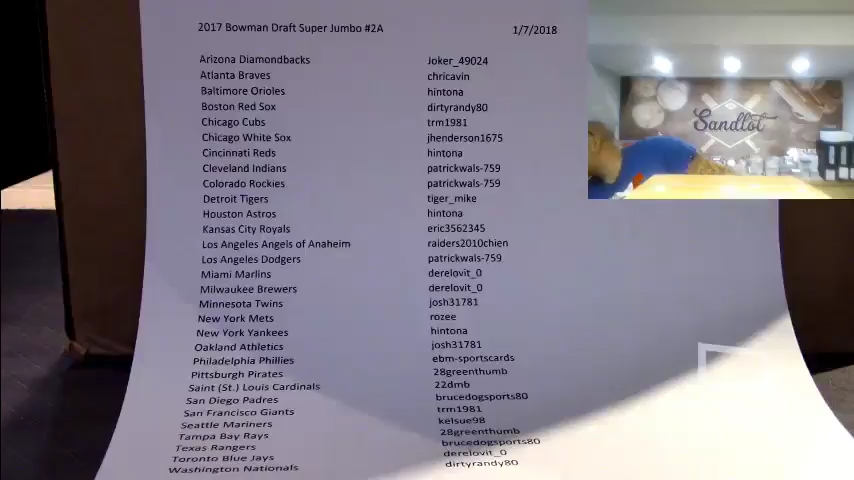 2017 Bowman Draft Super Jumbo #2A 1/7/2018
Arizona Diamondbacks Joker_49024
Atlanta Braves chricavin
Baltimore Orioles hintona
Boston Red Sox dirtyrandy80
Chicago Cubs trm1981
Chicago White Sox jhenderson1675
Cincinnati Reds hintona
Cleveland Indians patrickwals-759
Colorado Rockies patrickwals-759
Detroit Tigers tiger_mike
Houston Astros hintona
Kansas City Royals eric3562345
Los Angeles Angels of Anaheim raiders2010chien
Los Angeles Dodgers patrickwals-759
Miami Marlins derelovit_0
Milwaukee Brewers derelovit_0
Minnesota Twins josh31781
New York Mets rozee
New York Yankees hintona
Oakland Athletics josh31781
Philadelphia Phillies ebm-sportscards
Pittsburgh Pirates 28greenthumb
Saint (St.) Louis Cardinals 22dmb
San Diego Padres brucedogsports80
San Francisco Giants trm1981
Seattle Mariners kelsue98
Tampa Bay Rays 28greenthumb
Texas Rangers brucedogsports80
Toronto Blue Jays derelovit_0
Washington Nationals dirtyrandy80
Sandlot